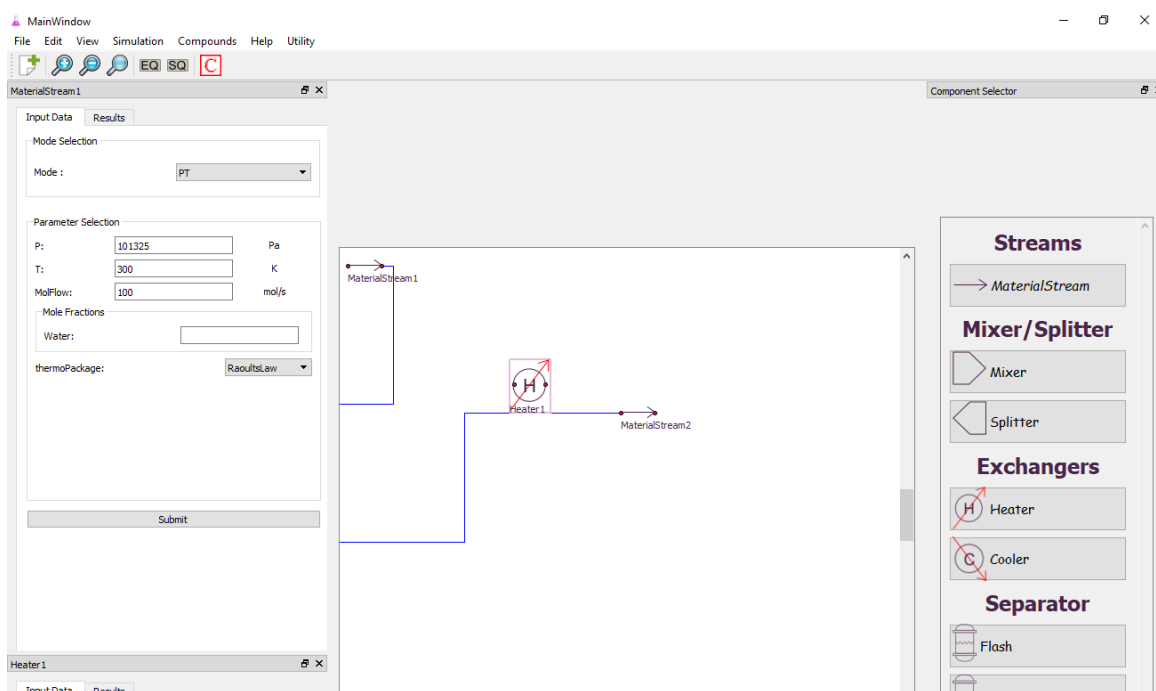 MainWindow
File Edit View Simulation Compounds Help Utility
EQ SQ C
MaterialStream1
Input Data Results
Mode Selection
Mode : PT
Parameter Selection
P: 101325 Pa
T: 300 K
MolFlow: 100 mol/s
Mole Fractions
Water:
thermoPackage: RaoultsLaw
Submit
Heater1
Input Data Results
MaterialStream1
H
Heater1
MaterialStream2
Component Selector
Streams
MaterialStream
Mixer/Splitter
Mixer
Splitter
Exchangers
H Heater
C Cooler
Separator
Flash